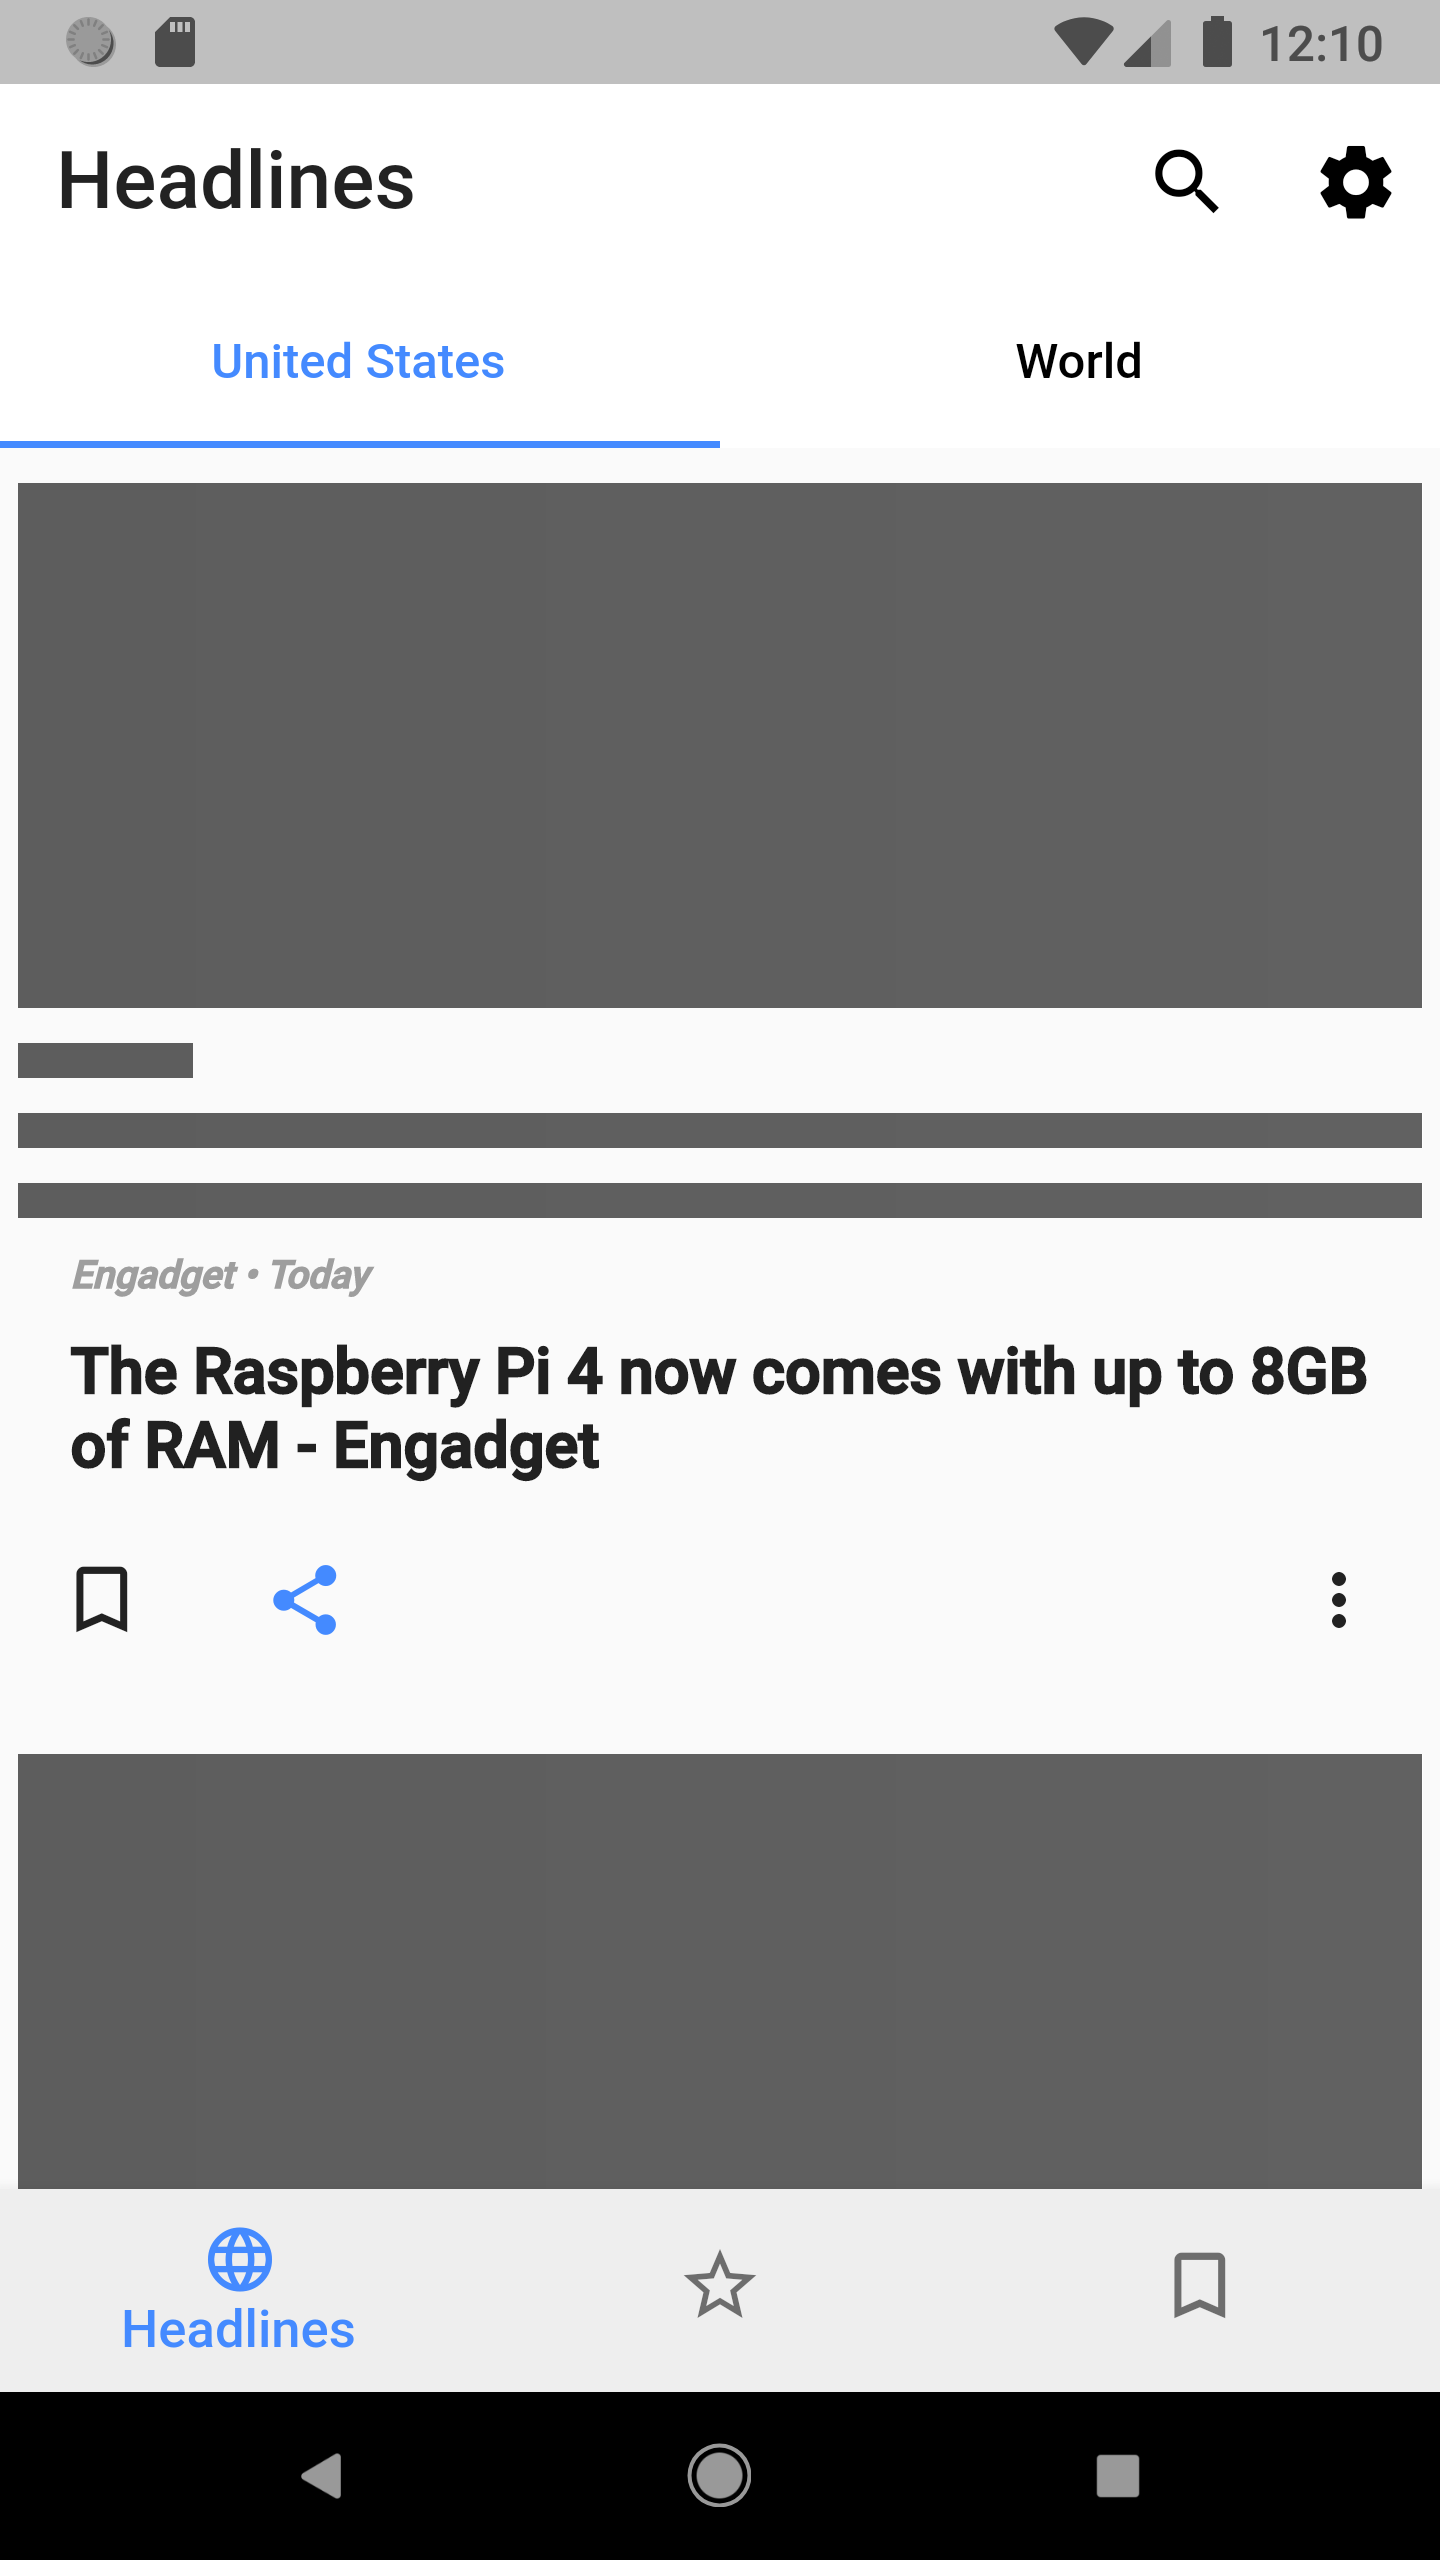 12:10
Headlines
United States
World
Engadget • Today
The Raspberry Pi 4 now comes with up to 8GB
of RAM - Engadget
Headlines